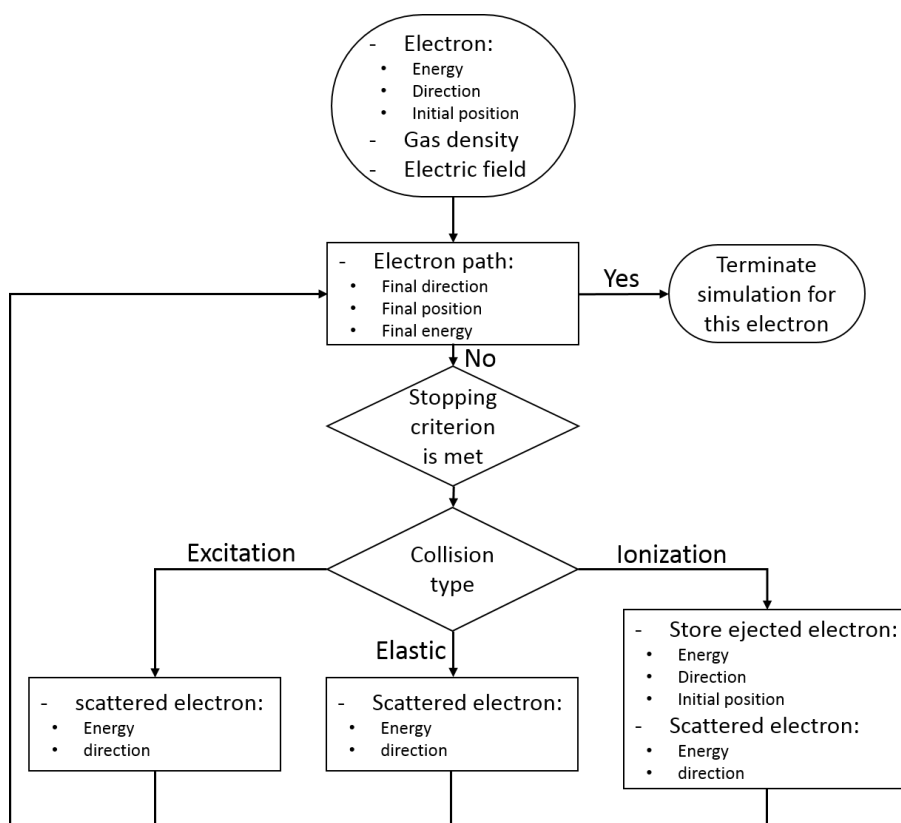 - Electron:
• Energy
• Direction
• Initial position
- Gas density
- Electric field
- Electron path:
• Final direction
• Final position
• Final energy
Yes
Terminate
simulation for
this electron
No
Stopping
criterion
is met
Collision
type
Excitation
Elastic
Ionization
- scattered electron:
• Energy
• direction
- Scattered electron:
• Energy
• direction
- Store ejected electron:
• Energy
• Direction
• Initial position
- Scattered electron:
• Energy
• direction